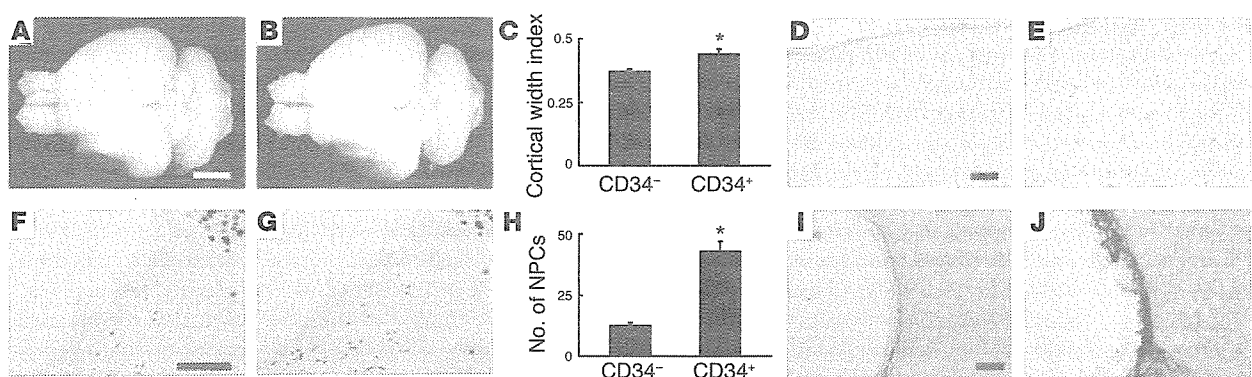 A
B
C
Cortical width index
0.5
0.25
0
CD34⁻
CD34⁺
*
D
E
F
G
H
No. of NPCs
50
25
0
CD34⁻
CD34⁺
*
I
J